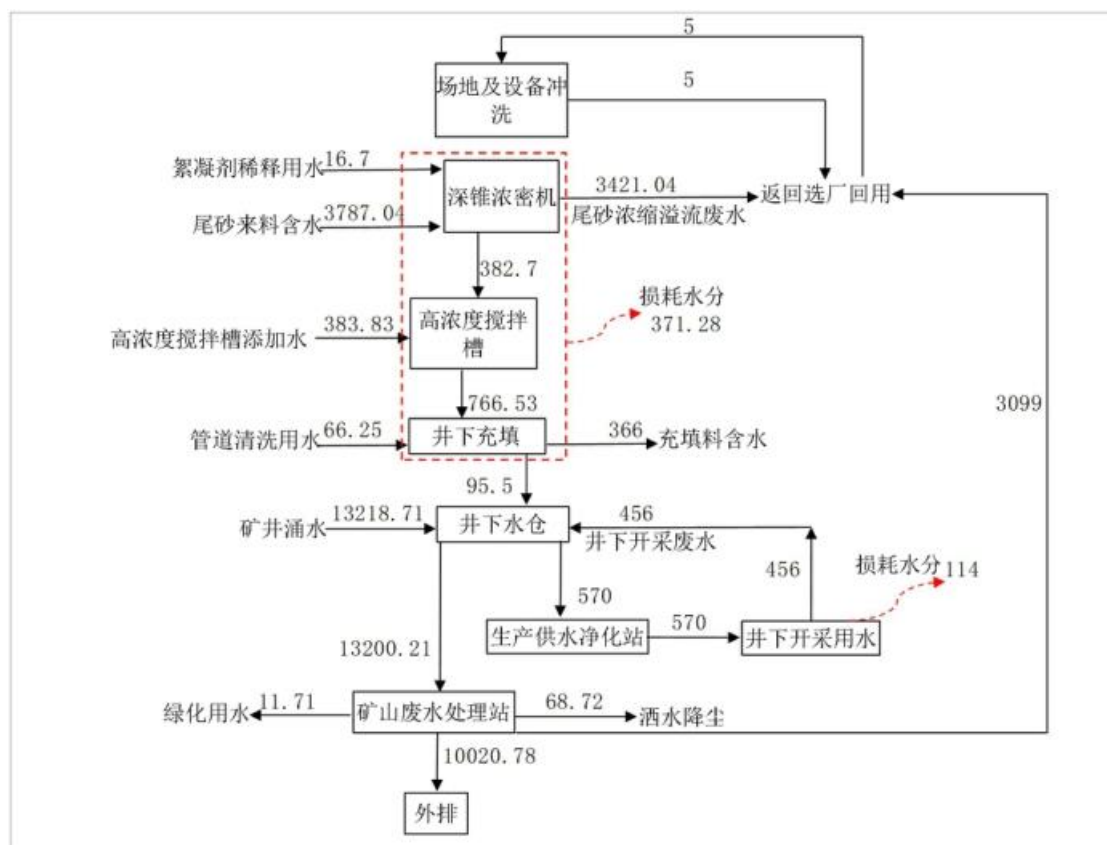 5
场地及设备冲
洗
5
絮凝剂稀释用水
16.7
深锥浓密机
3421.04
尾砂浓缩溢流废水
返回选厂回用
尾砂来料含水
3787.04
382.7
高浓度搅拌槽添加水
383.83
高浓度搅拌
槽
损耗水分
371.28
766.53
3099
管道清洗用水
66.25
井下充填
366
充填料含水
95.5
矿井涌水
13218.71
井下水仓
456
井下开采废水
456
损耗水分
114
570
生产供水净化站
570
井下开采用水
13200.21
绿化用水
11.71
矿山废水处理站
68.72
洒水降尘
10020.78
外排